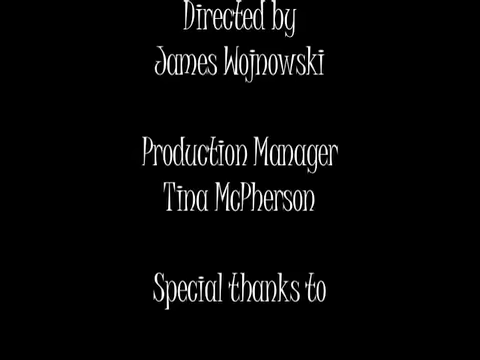 Directed by
James Wojnowski
Production Manager
Tina McPherson
Special thanks to